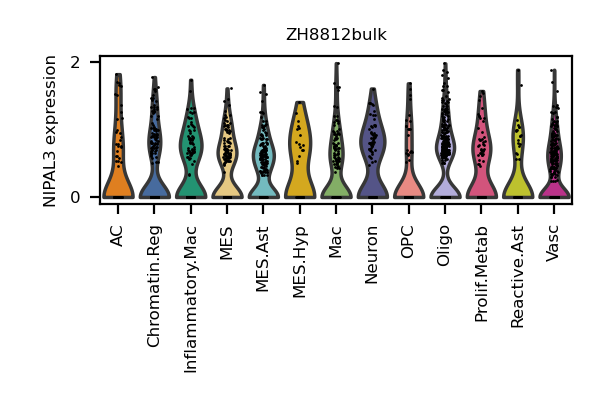 ZH8812bulk
NIPAL3 expression
2
0
AC
Chromatin.Reg
Inflammatory.Mac
MES
MES.Ast
MES.Hyp
Mac
Neuron
OPC
Oligo
Prolif.Metab
Reactive.Ast
Vasc